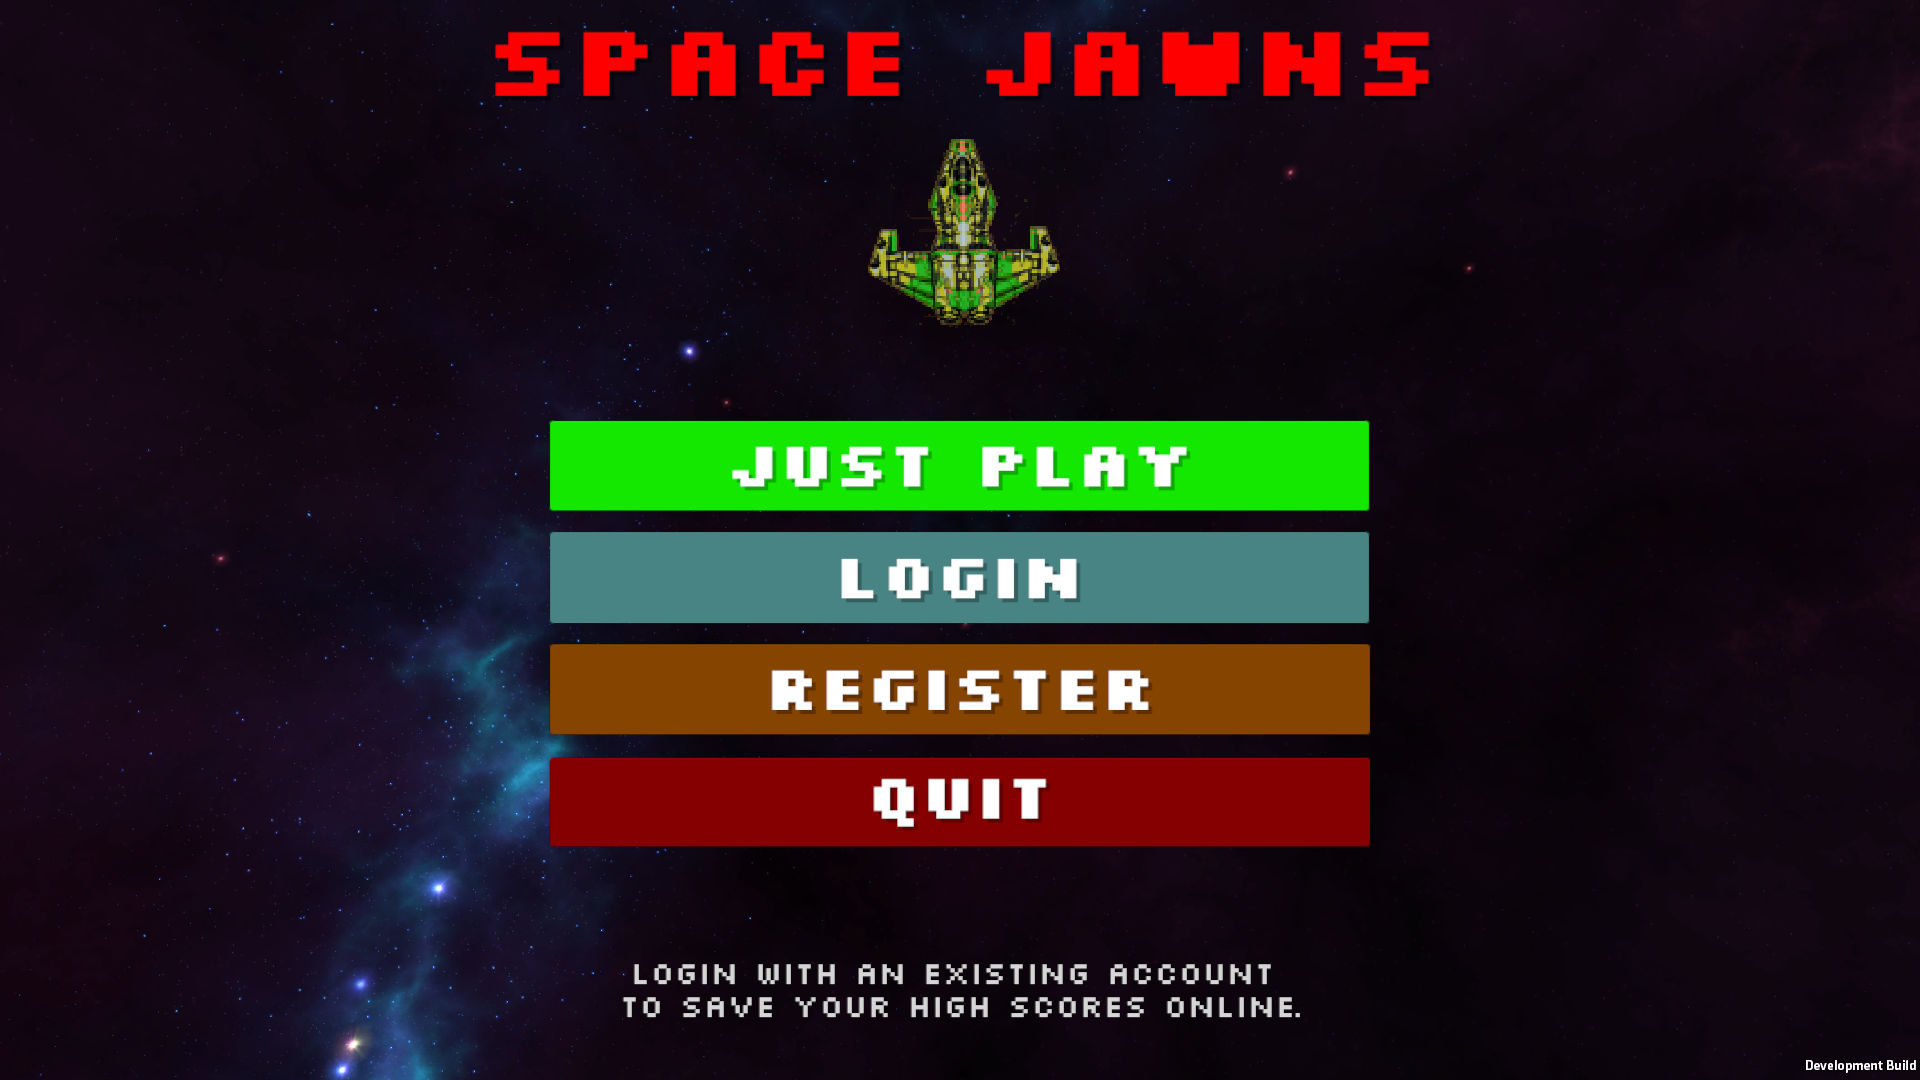 SPACE JAWNS
JUST PLAY
LOGIN
REGISTER
QUIT
LOGIN WITH AN EXISTING ACCOUNT
TO SAVE YOUR HIGH SCORES ONLINE.
Development Build